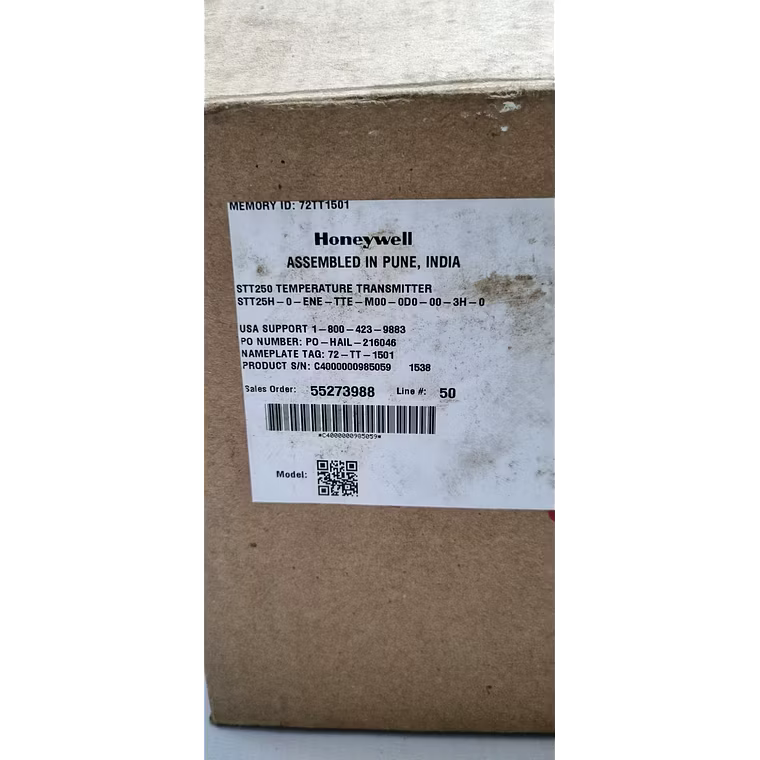 MEMORY ID: 72TT1501
Honeywell
ASSEMBLED IN PUNE, INDIA
STT250 TEMPERATURE TRANSMITTER
STT25H-0-ENE-TTE-M00-0D0-00-3H-0
USA SUPPORT 1-800-423-9883
PO NUMBER: PO-HAIL-216046
NAMEPLATE TAG: 72-TT-1501
PRODUCT S/N: C4000000985059 1538
Sales Order: 55273988 Line #: 50
*C4000000985059*
Model: